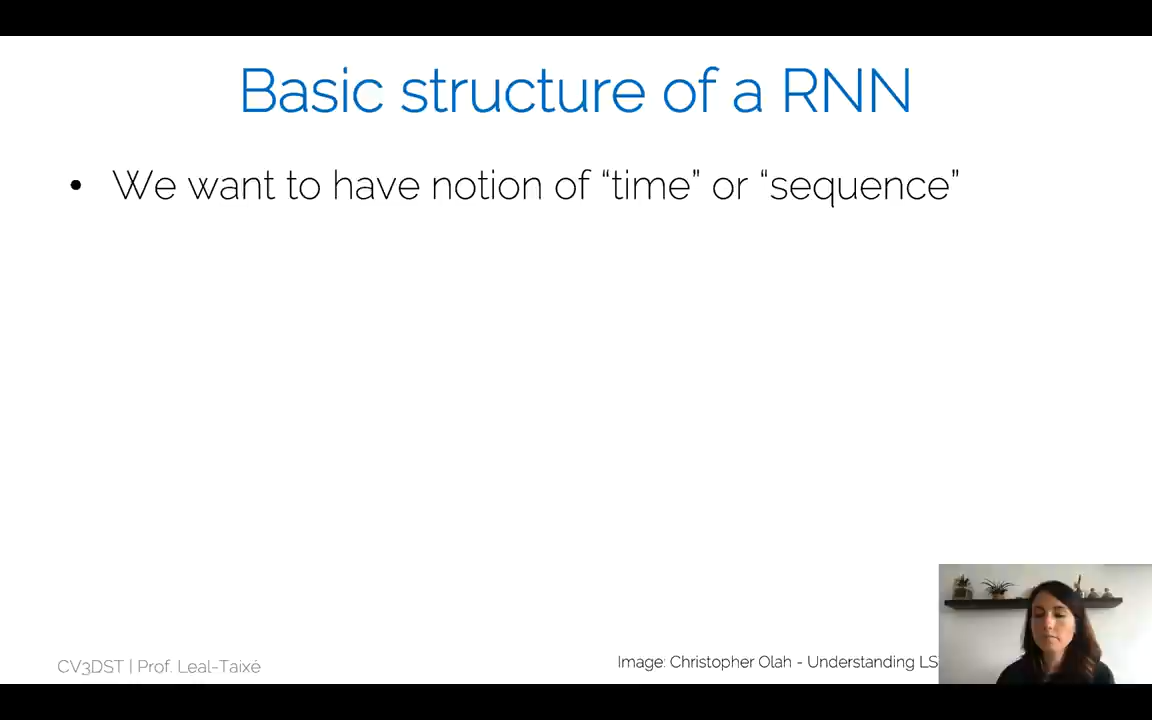 Basic structure of a RNN
• We want to have notion of “time” or “sequence”
CV3DST | Prof. Leal-Taixé
Image: Christopher Olah - Understanding